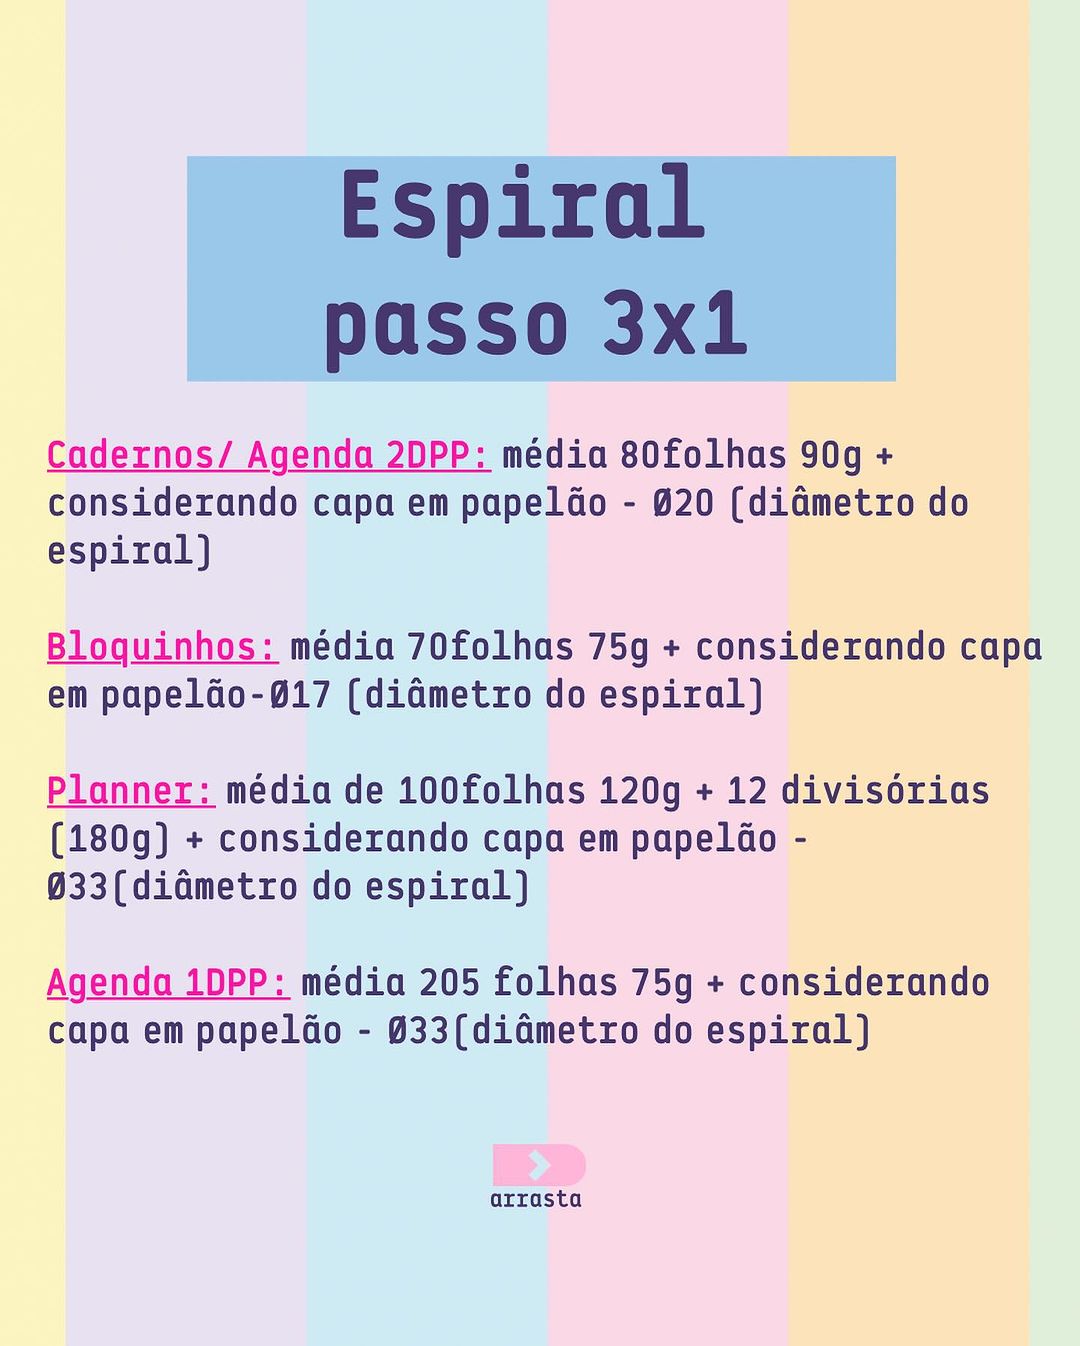 Espiral
passo 3x1
Cadernos/ Agenda 2DPP: média 80folhas 90g +
considerando capa em papelão - Ø20 (diâmetro do
espiral)
Bloquinhos: média 70folhas 75g + considerando capa
em papelão-Ø17 (diâmetro do espiral)
Planner: média de 100folhas 120g + 12 divisórias
(180g) + considerando capa em papelão -
Ø33(diâmetro do espiral)
Agenda 1DPP: média 205 folhas 75g + considerando
capa em papelão - Ø33(diâmetro do espiral)
arrasta